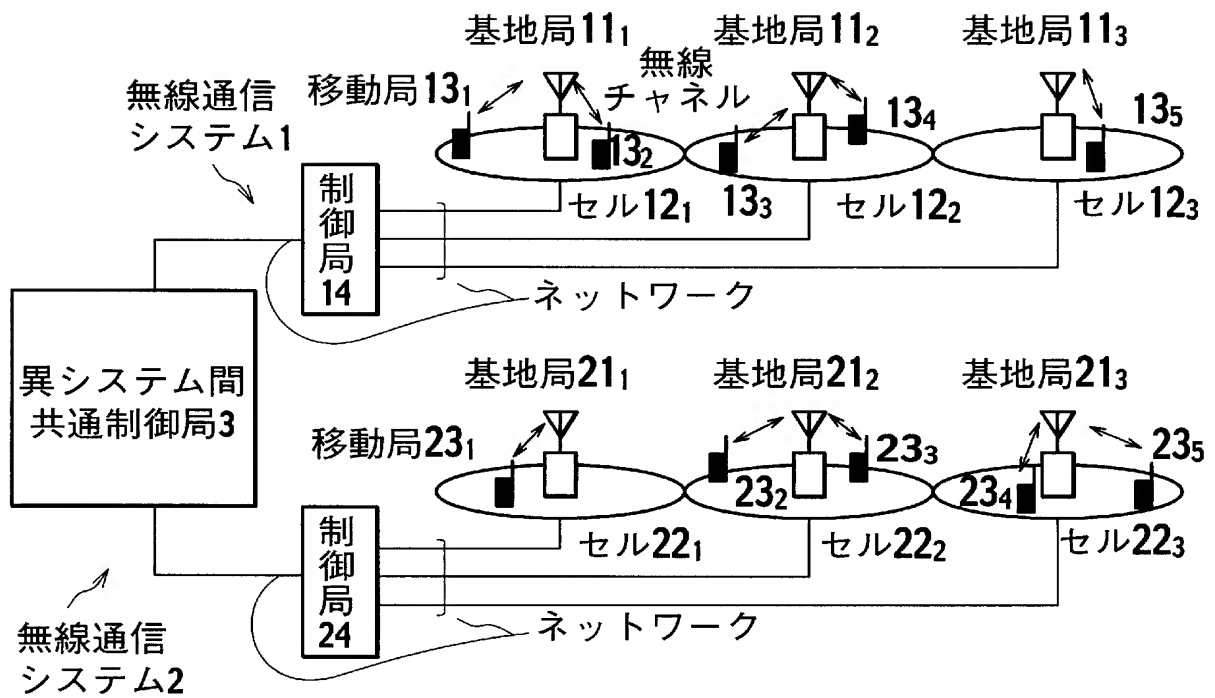 基地局11₁
基地局11₂
基地局11₃
無線通信
システム1
移動局13₁
無線
チャネル
13₂
13₃
13₄
13₅
制
御
局
14
セル12₁
セル12₂
セル12₃
ネットワーク
異システム間
共通制御局3
基地局21₁
基地局21₂
基地局21₃
移動局23₁
23₂
23₃
23₄
23₅
制
御
局
24
セル22₁
セル22₂
セル22₃
ネットワーク
無線通信
システム2